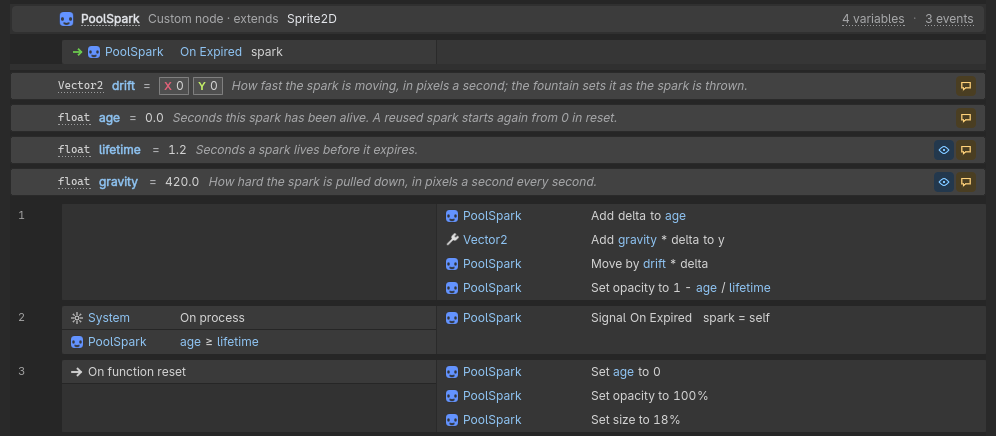 PoolSpark Custom node · extends Sprite2D 4 variables · 3 events
PoolSpark On Expired spark
Vector2 drift = X 0 Y 0 How fast the spark is moving, in pixels a second; the fountain sets it as the spark is thrown.
float age = 0.0 Seconds this spark has been alive. A reused spark starts again from 0 in reset.
float lifetime = 1.2 Seconds a spark lives before it expires.
float gravity = 420.0 How hard the spark is pulled down, in pixels a second every second.
1 PoolSpark Add delta to age
Vector2 Add gravity * delta to y
PoolSpark Move by drift * delta
PoolSpark Set opacity to 1 - age / lifetime
2 System On process PoolSpark Signal On Expired spark = self
PoolSpark age ≥ lifetime
3 On function reset PoolSpark Set age to 0
PoolSpark Set opacity to 100%
PoolSpark Set size to 18%